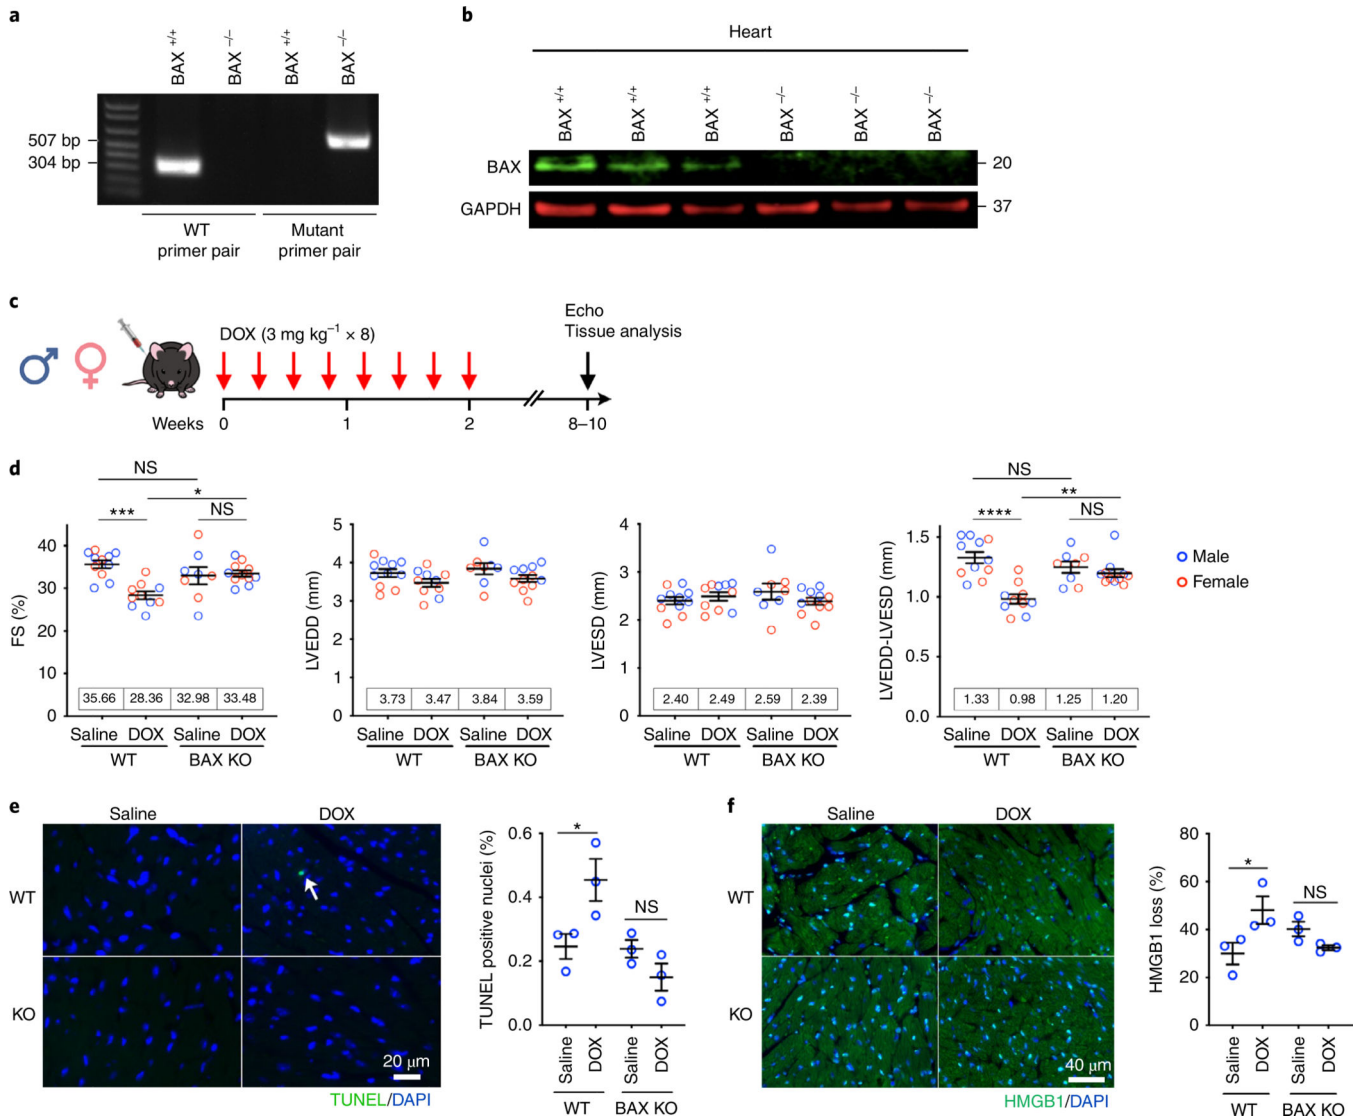 a
BAX +/+
BAX –/–
BAX +/+
BAX –/–
507 bp
304 bp
WT
primer pair
Mutant
primer pair
b
Heart
BAX +/+
BAX +/+
BAX +/+
BAX –/–
BAX –/–
BAX –/–
BAX
20
GAPDH
37
c
DOX (3 mg kg–1 × 8)
Echo
Tissue analysis
Weeks 0 1 2 8–10
d
NS
*
***
NS
FS (%)
40
30
20
10
0
35.66 28.36 32.98 33.48
Saline DOX Saline DOX
WT BAX KO
LVEDD (mm)
5
4
3
2
1
0
3.73 3.47 3.84 3.59
Saline DOX Saline DOX
WT BAX KO
LVESD (mm)
4
3
2
1
0
2.40 2.49 2.59 2.39
Saline DOX Saline DOX
WT BAX KO
NS
**
****
NS
LVEDD-LVESD (mm)
1.5
1.0
0.5
0.0
1.33 0.98 1.25 1.20
Saline DOX Saline DOX
WT BAX KO
Male
Female
e
Saline DOX
WT
KO
20 µm
TUNEL/DAPI
TUNEL positive nuclei (%)
0.6
0.4
0.2
0.0
*
NS
Saline
DOX
Saline
DOX
WT BAX KO
f
Saline DOX
WT
KO
40 µm
HMGB1/DAPI
HMGB1 loss (%)
80
60
40
20
0
*
NS
Saline
DOX
Saline
DOX
WT BAX KO